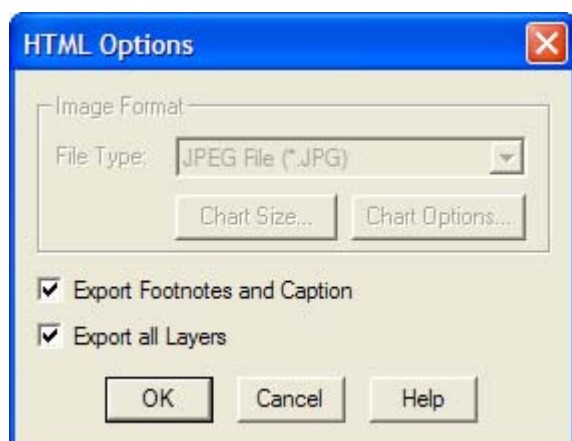 HTML Options
Image Format
File Type: JPEG File (*.JPG)
Chart Size... Chart Options...
Export Footnotes and Caption
Export all Layers
OK Cancel Help